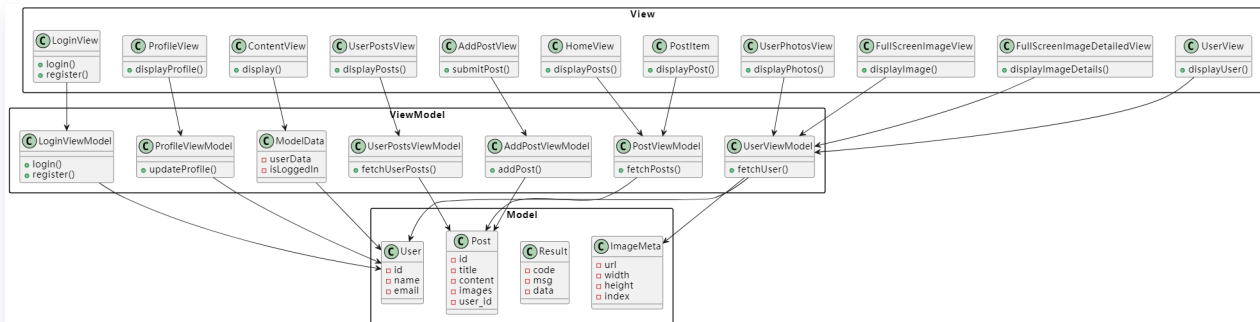 View
C LoginView
login()
register()
C ProfileView
displayProfile()
C ContentView
display()
C UserPostsView
displayPosts()
C AddPostView
submitPost()
C HomeView
displayPosts()
C PostItem
displayPost()
C UserPhotosView
displayPhotos()
C FullScreenImageView
displayImage()
C FullScreenImageDetailedView
displayImageDetails()
C UserView
displayUser()
ViewModel
C LoginViewModel
login()
register()
C ProfileViewModel
updateProfile()
C ModelData
userData
isLoggedIn
C UserPostsViewModel
fetchUserPosts()
C AddPostViewModel
addPost()
C PostViewModel
fetchPosts()
C UserViewModel
fetchUser()
Model
C User
id
name
email
C Post
id
title
content
images
user_id
C Result
code
msg
data
C ImageMeta
url
width
height
index